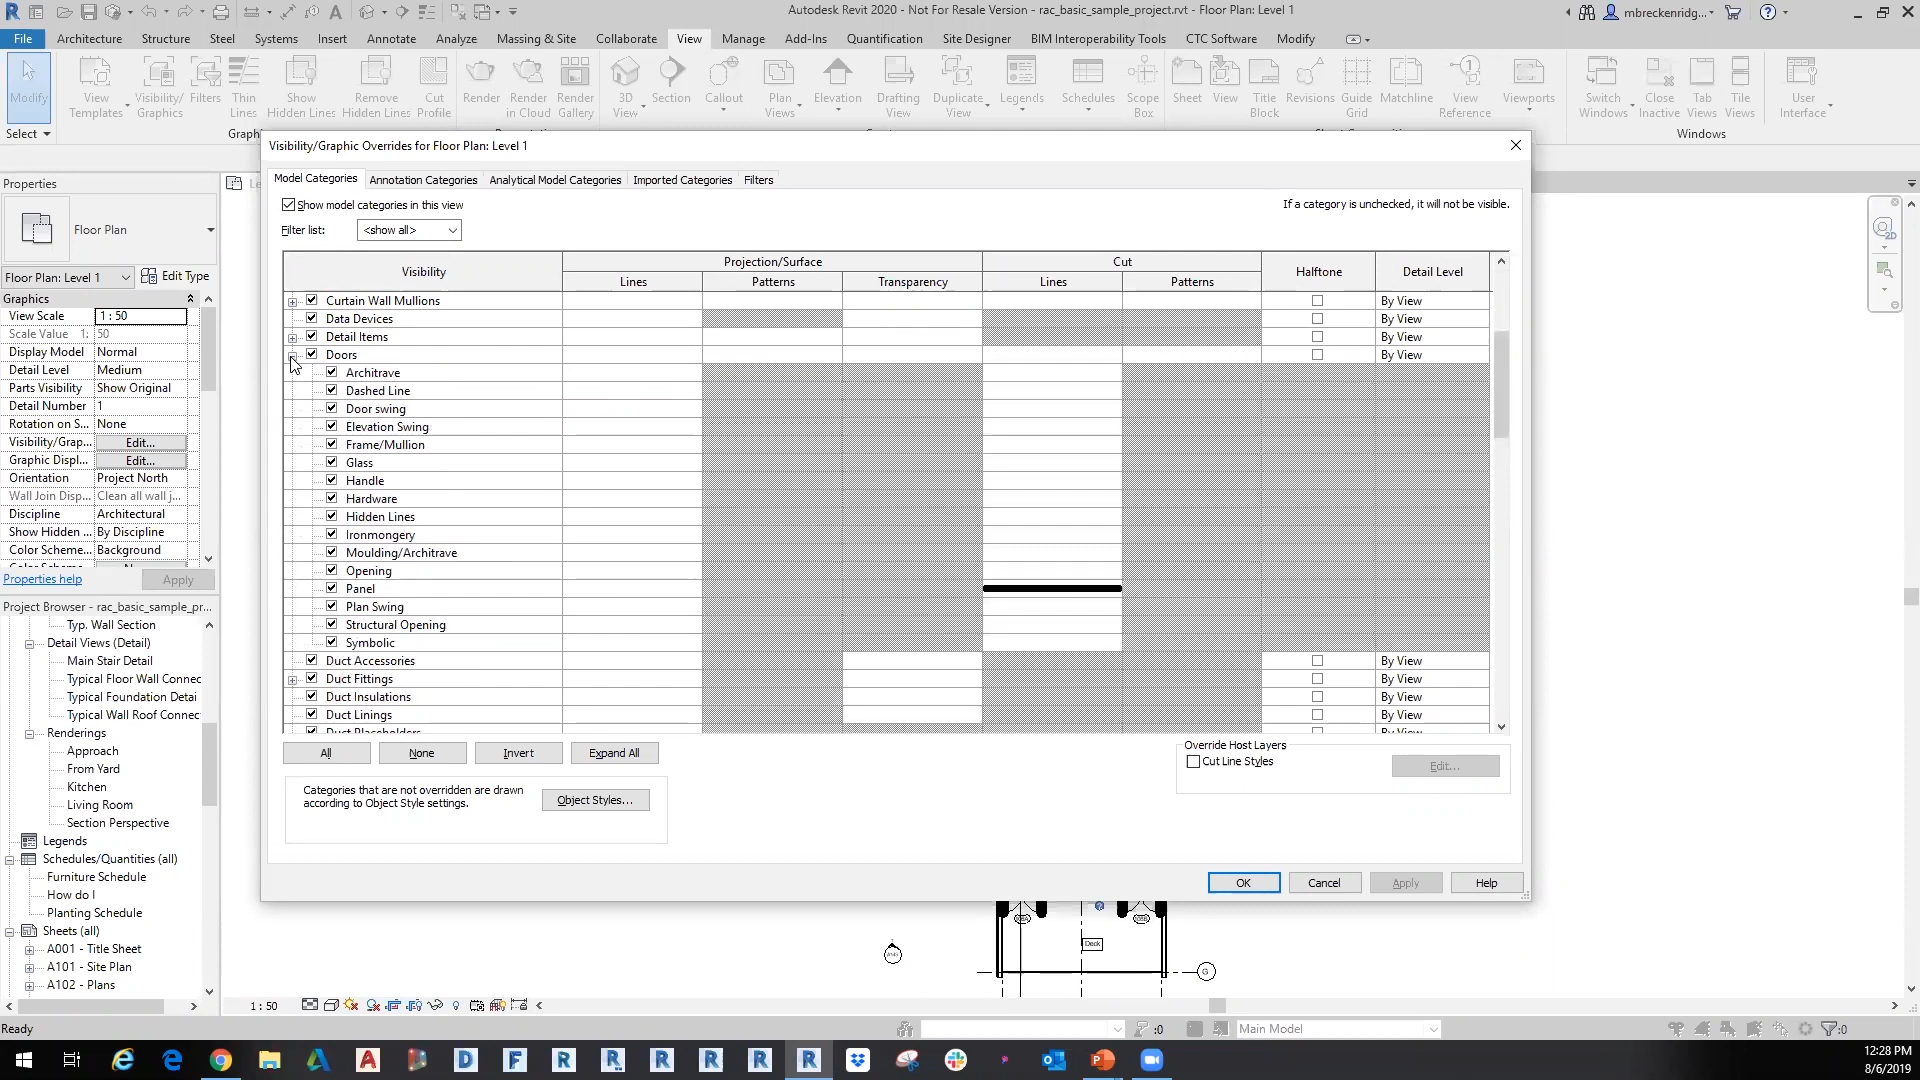 Autodesk Revit 2020 - Not For Resale Version - rac_basic_sample_project.rvt - Floor Plan: Level 1
mbreckenridg...
File Architecture Structure Steel Systems Insert Annotate Analyze Massing & Site Collaborate View Manage Add-Ins Quantification Site Designer BIM Interoperability Tools CTC Software Modify
Modify
View Templates
Visibility/ Graphics
Filters
Thin Lines
Show Hidden Lines
Remove Hidden Lines
Cut Profile
Render
Render in Cloud
Render Gallery
3D View
Section
Callout
Plan Views
Elevation
Drafting View
Duplicate View
Legends
Schedules
Scope Box
Sheet
View
Title Block
Revisions
Guide Grid
Matchline
View Reference
Viewports
Switch Windows
Close Inactive
Tab Views
Tile Views
User Interface
Select
Windows
Properties
Floor Plan
Floor Plan: Level 1 Edit Type
Graphics
View Scale 1 : 50
Scale Value 1: 50
Display Model Normal
Detail Level Medium
Parts Visibility Show Original
Detail Number 1
Rotation on S... None
Visibility/Grap... Edit...
Graphic Displ... Edit...
Orientation Project North
Wall Join Disp... Clean all wall j...
Discipline Architectural
Show Hidden ... By Discipline
Color Scheme... Background
Properties help Apply
Project Browser - rac_basic_sample_pr...
Typ. Wall Section
Detail Views (Detail)
Main Stair Detail
Typical Floor Wall Connec
Typical Foundation Detai
Typical Wall Roof Connec
Renderings
Approach
From Yard
Kitchen
Living Room
Section Perspective
Legends
Schedules/Quantities (all)
Furniture Schedule
How do I
Planting Schedule
Sheets (all)
A001 - Title Sheet
A101 - Site Plan
A102 - Plans
Visibility/Graphic Overrides for Floor Plan: Level 1
Model Categories Annotation Categories Analytical Model Categories Imported Categories Filters
Show model categories in this view
If a category is unchecked, it will not be visible.
Filter list: <show all>
Visibility Projection/Surface Cut Halftone Detail Level
Lines Patterns Transparency Lines Patterns
Curtain Wall Mullions By View
Data Devices By View
Detail Items By View
Doors By View
Architrave
Dashed Line
Door swing
Elevation Swing
Frame/Mullion
Glass
Handle
Hardware
Hidden Lines
Ironmongery
Moulding/Architrave
Opening
Panel
Plan Swing
Structural Opening
Symbolic
Duct Accessories By View
Duct Fittings By View
Duct Insulations By View
Duct Linings By View
Duct Placeholders By View
All None Invert Expand All
Override Host Layers
Cut Line Styles Edit...
Categories that are not overridden are drawn
according to Object Style settings.
Object Styles...
OK Cancel Apply Help
Deck
G
1 : 50
Ready
:0
Main Model
:0
12:28 PM
8/6/2019